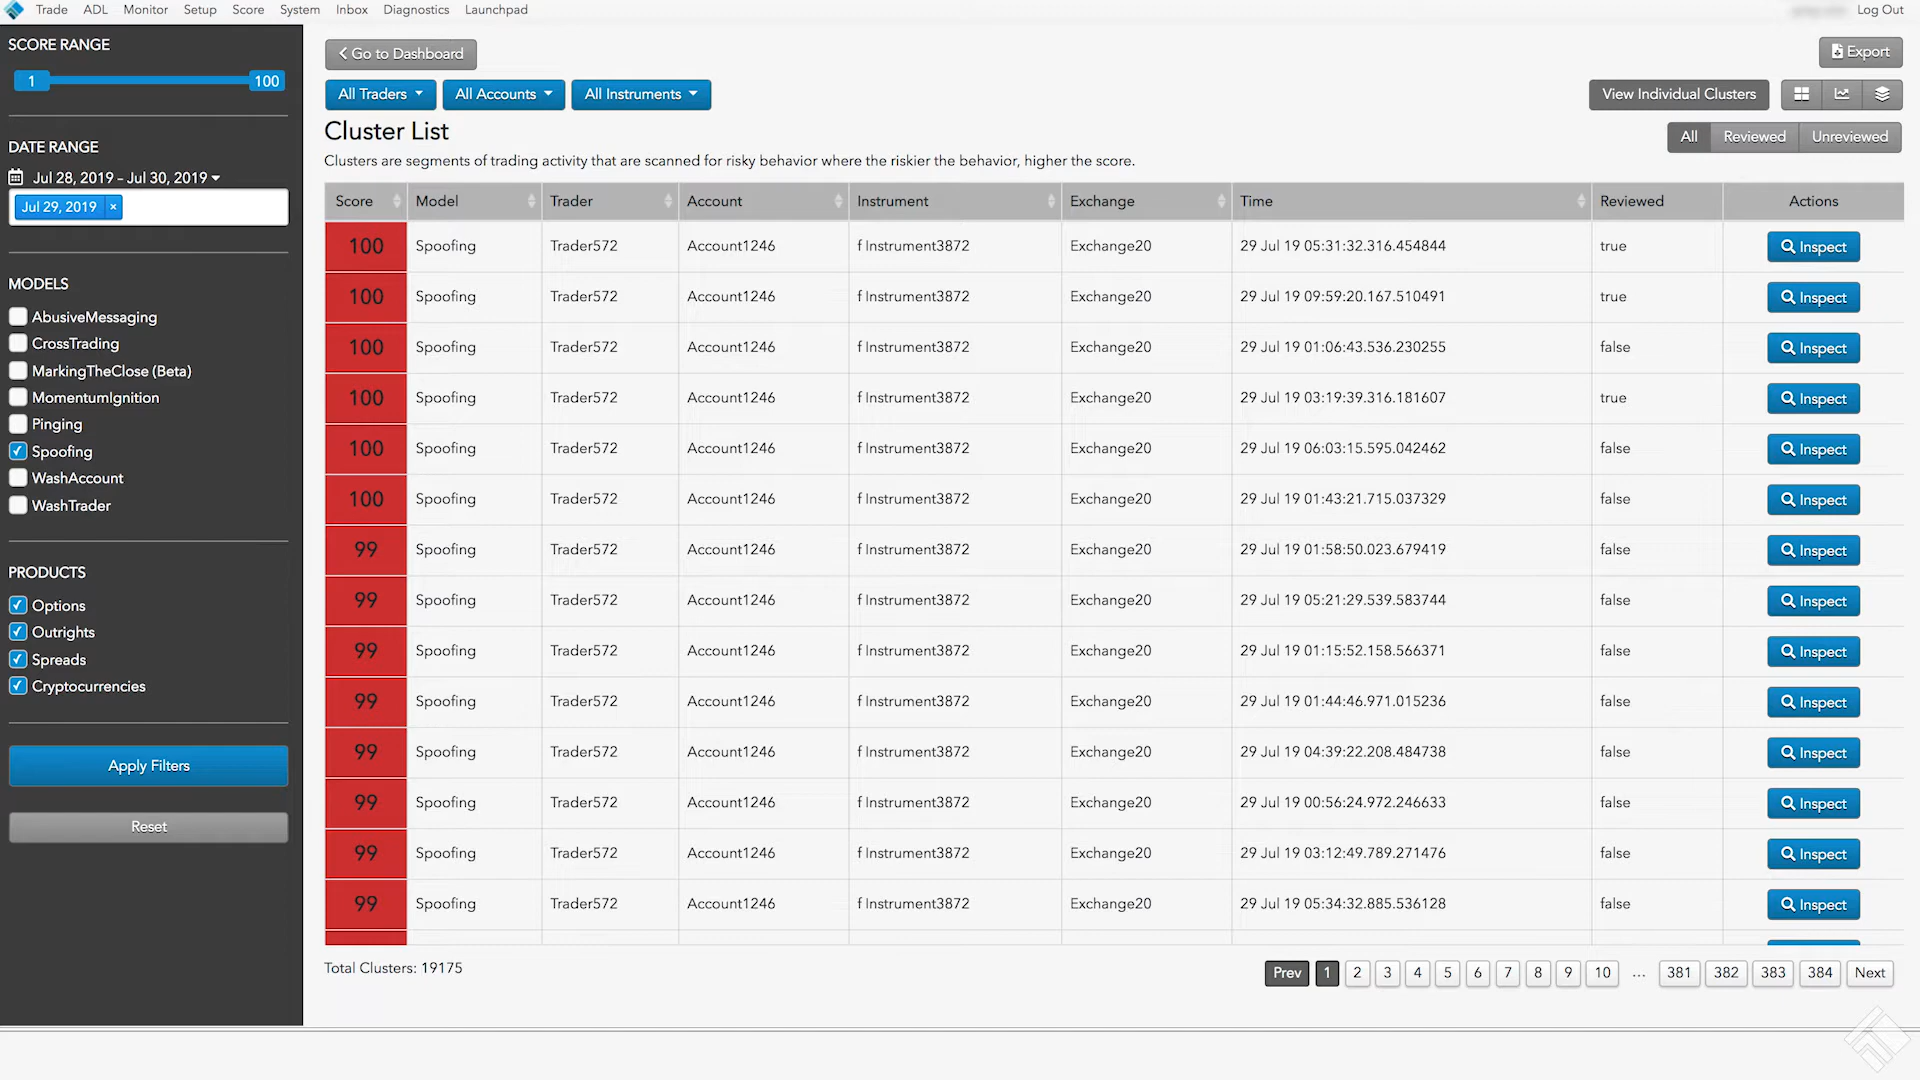 Trade ADL Monitor Setup Score System Inbox Diagnostics Launchpad Log Out
SCORE RANGE
1 100
DATE RANGE
Jul 28, 2019 - Jul 30, 2019
Jul 29, 2019 ×
MODELS
AbusiveMessaging
CrossTrading
MarkingTheClose (Beta)
MomentumIgnition
Pinging
Spoofing
WashAccount
WashTrader
PRODUCTS
Options
Outrights
Spreads
Cryptocurrencies
Apply Filters
Reset
Go to Dashboard
Export
All Traders All Accounts All Instruments
View Individual Clusters
All Reviewed Unreviewed
Cluster List
Clusters are segments of trading activity that are scanned for risky behavior where the riskier the behavior, higher the score.
Score Model Trader Account Instrument Exchange Time Reviewed Actions
100 Spoofing Trader572 Account1246 f Instrument3872 Exchange20 29 Jul 19 05:31:32.316.454844 true Inspect
100 Spoofing Trader572 Account1246 f Instrument3872 Exchange20 29 Jul 19 09:59:20.167.510491 true Inspect
100 Spoofing Trader572 Account1246 f Instrument3872 Exchange20 29 Jul 19 01:06:43.536.230255 false Inspect
100 Spoofing Trader572 Account1246 f Instrument3872 Exchange20 29 Jul 19 03:19:39.316.181607 true Inspect
100 Spoofing Trader572 Account1246 f Instrument3872 Exchange20 29 Jul 19 06:03:15.595.042462 false Inspect
100 Spoofing Trader572 Account1246 f Instrument3872 Exchange20 29 Jul 19 01:43:21.715.037329 false Inspect
99 Spoofing Trader572 Account1246 f Instrument3872 Exchange20 29 Jul 19 01:58:50.023.679419 false Inspect
99 Spoofing Trader572 Account1246 f Instrument3872 Exchange20 29 Jul 19 05:21:29.539.583744 false Inspect
99 Spoofing Trader572 Account1246 f Instrument3872 Exchange20 29 Jul 19 01:15:52.158.566371 false Inspect
99 Spoofing Trader572 Account1246 f Instrument3872 Exchange20 29 Jul 19 01:44:46.971.015236 false Inspect
99 Spoofing Trader572 Account1246 f Instrument3872 Exchange20 29 Jul 19 04:39:22.208.484738 false Inspect
99 Spoofing Trader572 Account1246 f Instrument3872 Exchange20 29 Jul 19 00:56:24.972.246633 false Inspect
99 Spoofing Trader572 Account1246 f Instrument3872 Exchange20 29 Jul 19 03:12:49.789.271476 false Inspect
99 Spoofing Trader572 Account1246 f Instrument3872 Exchange20 29 Jul 19 05:34:32.885.536128 false Inspect
Total Clusters: 19175
Prev 1 2 3 4 5 6 7 8 9 10 ... 381 382 383 384 Next